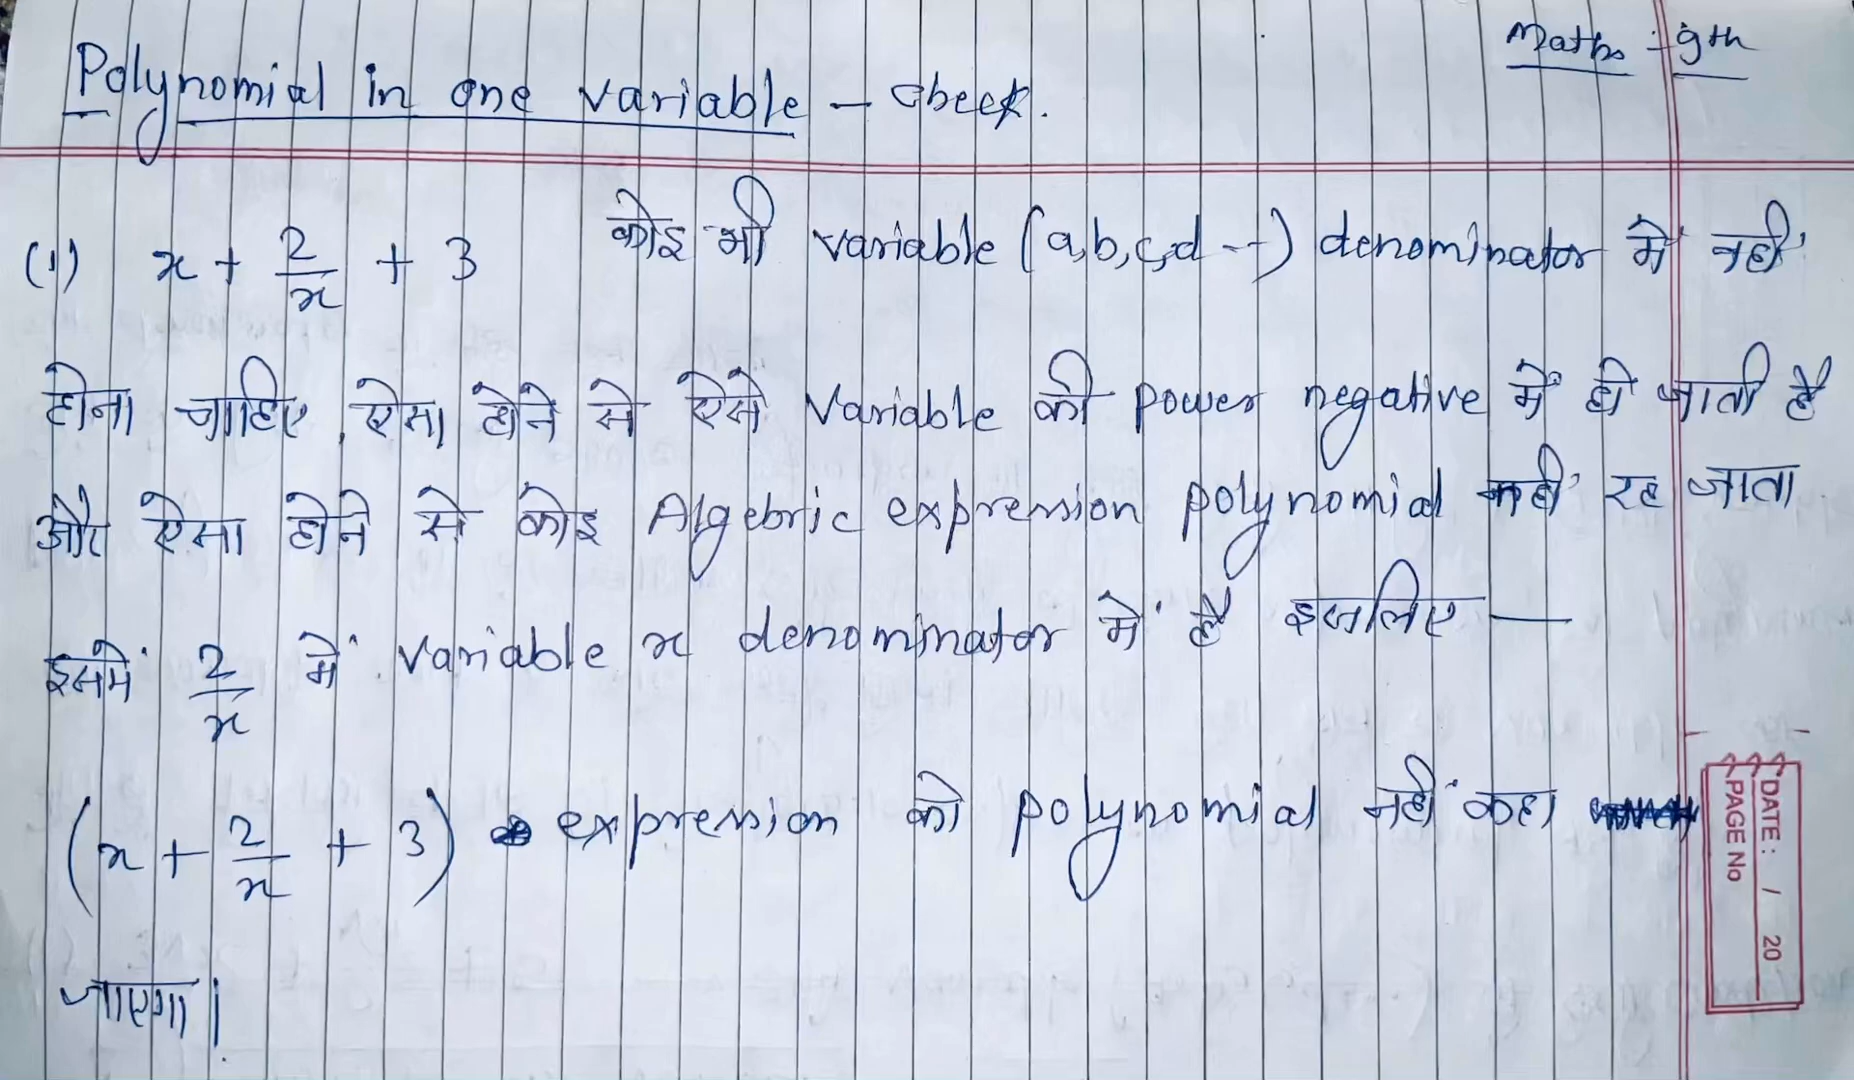 Maths - 9th
Polynomial in one variable - Check.
(1) x + 2/x + 3 कोइ भी variable (a,b,c,d --) denominator में नहीं
होना चाहिए, ऐसा होने से ऐसे variable की power negative में हो जाती है
और ऐसा होने से कोइ Algebric expression polynomial नहीं रह जाता
इसमें 2/x में variable x denominator में है इसलिए —
(x + 2/x + 3) expression को polynomial नहीं कहा
जाएगा।
DATE: / 20
PAGE No